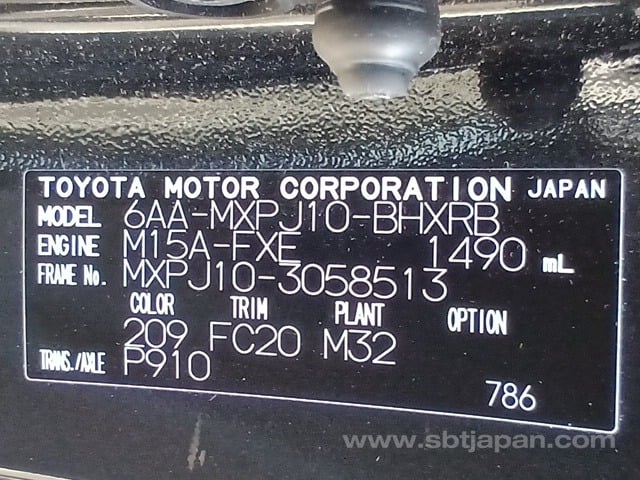 TOYOTA MOTOR CORPORATION JAPAN
MODEL 6AA-MXPJ10-BHXRB
ENGINE M15A-FXE 1490 mL
FRAME No. MXPJ10-3058513
COLOR TRIM PLANT OPTION
209 FC20 M32
TRANS./AXLE P910
786
www.sbtjapan.com